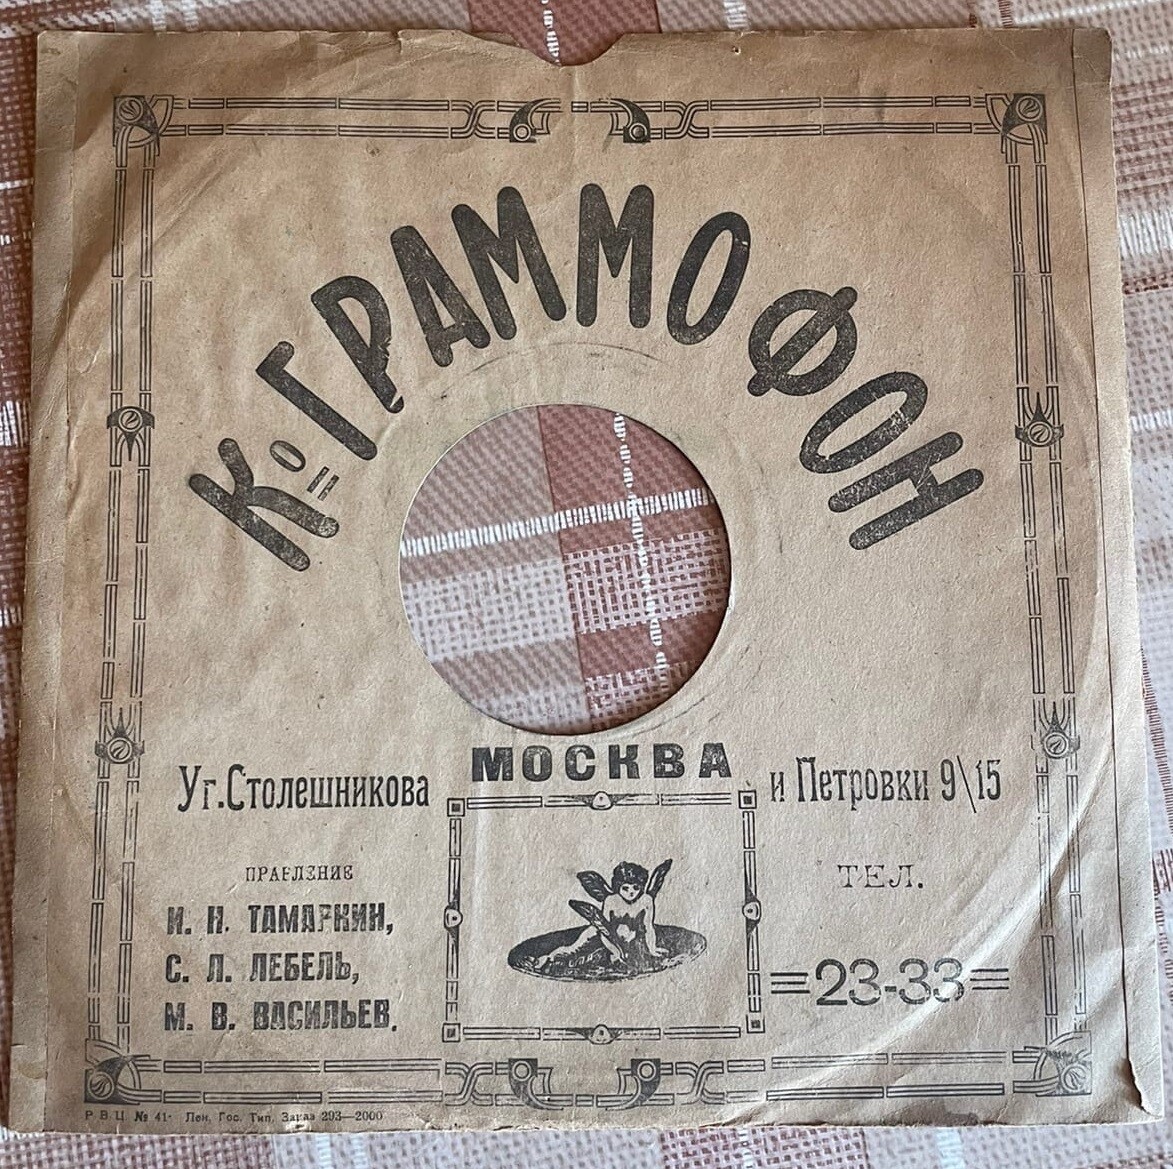 Кº ГРАММОФОН
МОСКВА
Уг. Столешникова и Петровки 9\15
ПРАВЛЕНИЕ
И. Н. ТАМАРКИН,
С. Л. ЛЕБЕЛЬ,
М. В. ВАСИЛЬЕВ.
ТЕЛ.
=23-33=
Р. В. Ц. № 41. Лен. Гос. Тип. Заказ 293—2000